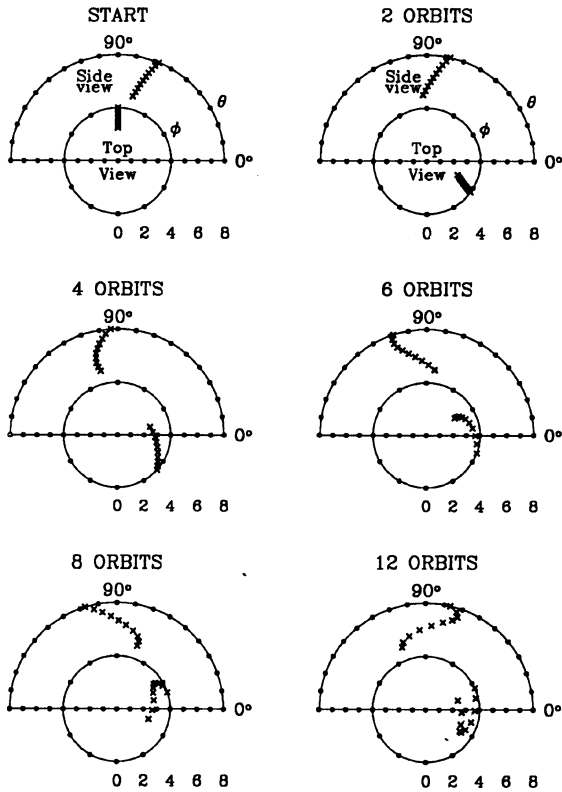 START
90°
Side
view
θ
φ
Top
View
0°
0 2 4 6 8
2 ORBITS
90°
Side
view
θ
φ
Top
View
0°
0 2 4 6 8
4 ORBITS
90°
0°
0 2 4 6 8
6 ORBITS
90°
0°
0 2 4 6 8
8 ORBITS
90°
0°
0 2 4 6 8
12 ORBITS
90°
0°
0 2 4 6 8